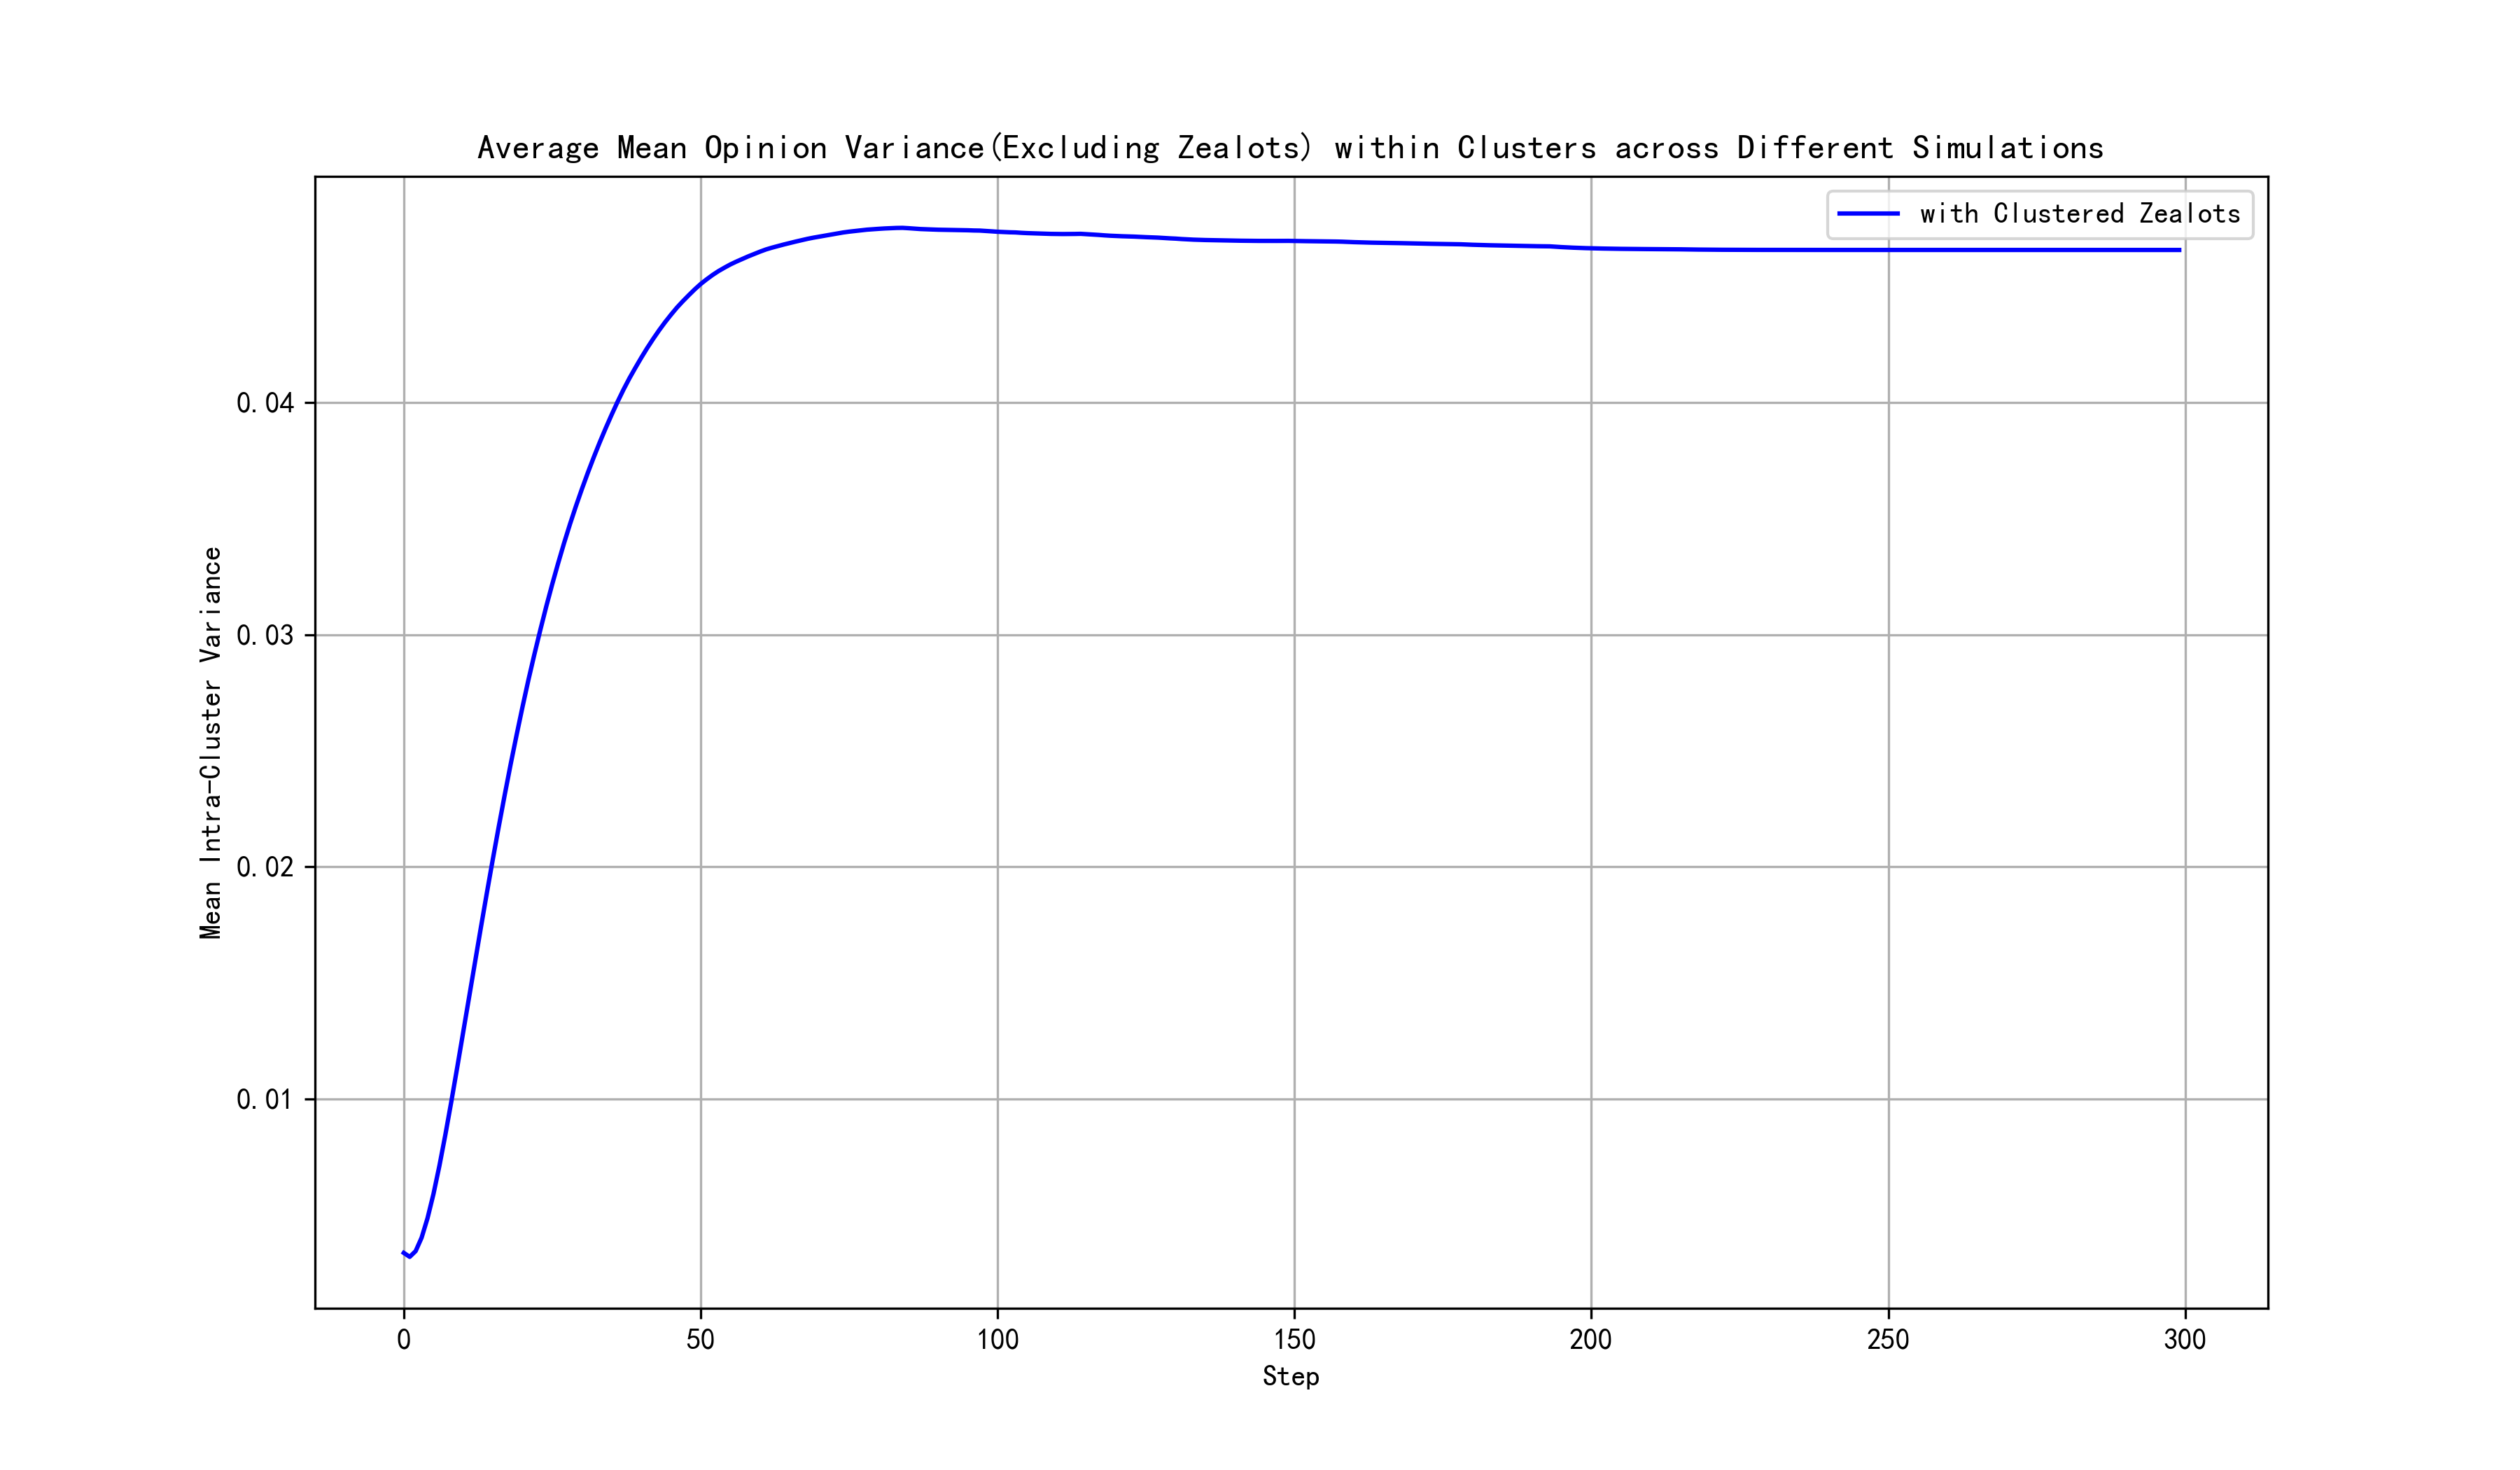 Average Mean Opinion Variance(Excluding Zealots) within Clusters across Different Simulations
with Clustered Zealots
Mean Intra-Cluster Variance
0.04
0.03
0.02
0.01
0 50 100 150 200 250 300
Step